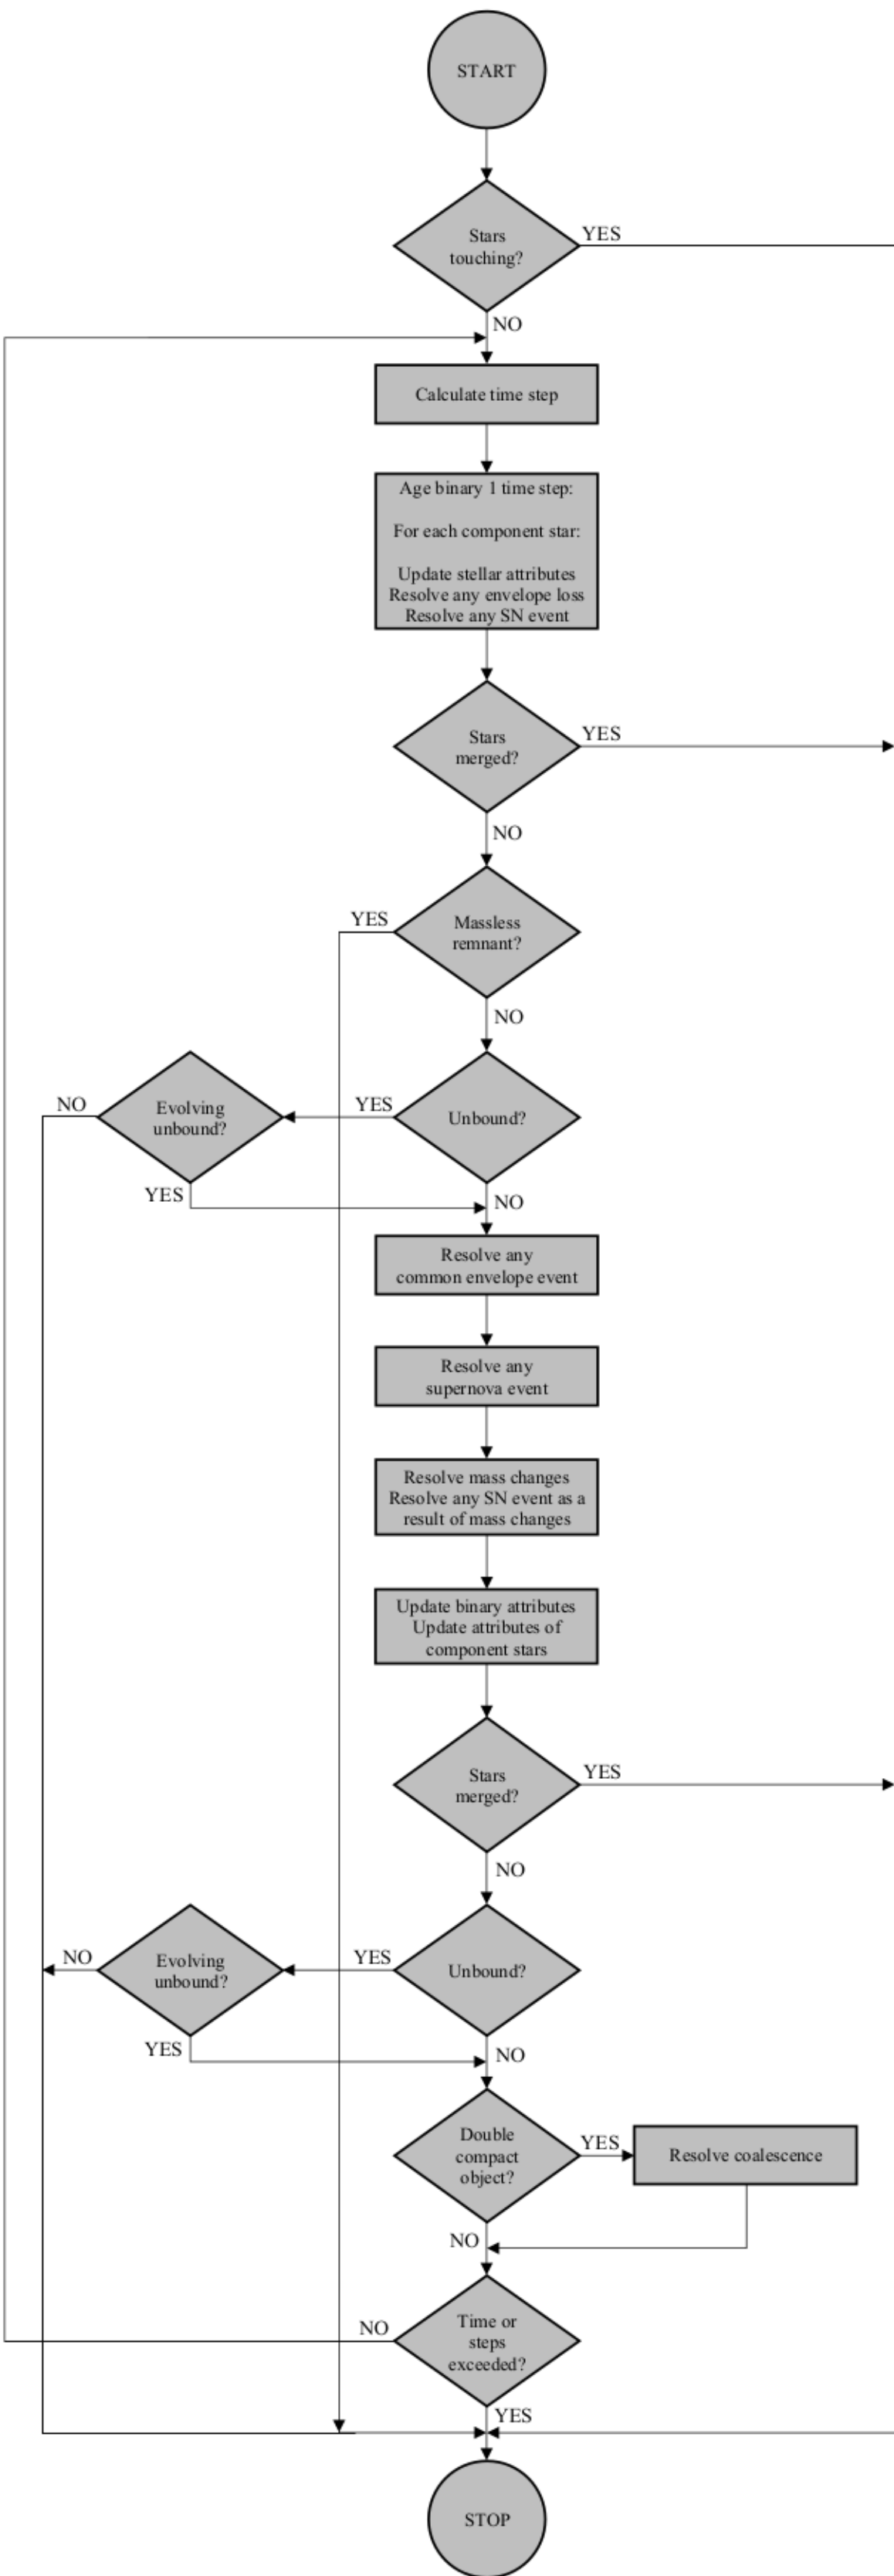 START
Stars
touching?
YES
NO
Calculate time step
Age binary 1 time step:
For each component star:
Update stellar attributes
Resolve any envelope loss
Resolve any SN event
Stars
merged?
YES
NO
YES
Massless
remnant?
NO
NO
Evolving
unbound?
YES
Unbound?
YES
NO
Resolve any
common envelope event
Resolve any
supernova event
Resolve mass changes
Resolve any SN event as a
result of mass changes
Update binary attributes
Update attributes of
component stars
Stars
merged?
YES
NO
NO
Evolving
unbound?
YES
Unbound?
YES
NO
Double
compact
object?
YES
Resolve coalescence
NO
NO
Time or
steps
exceeded?
YES
STOP